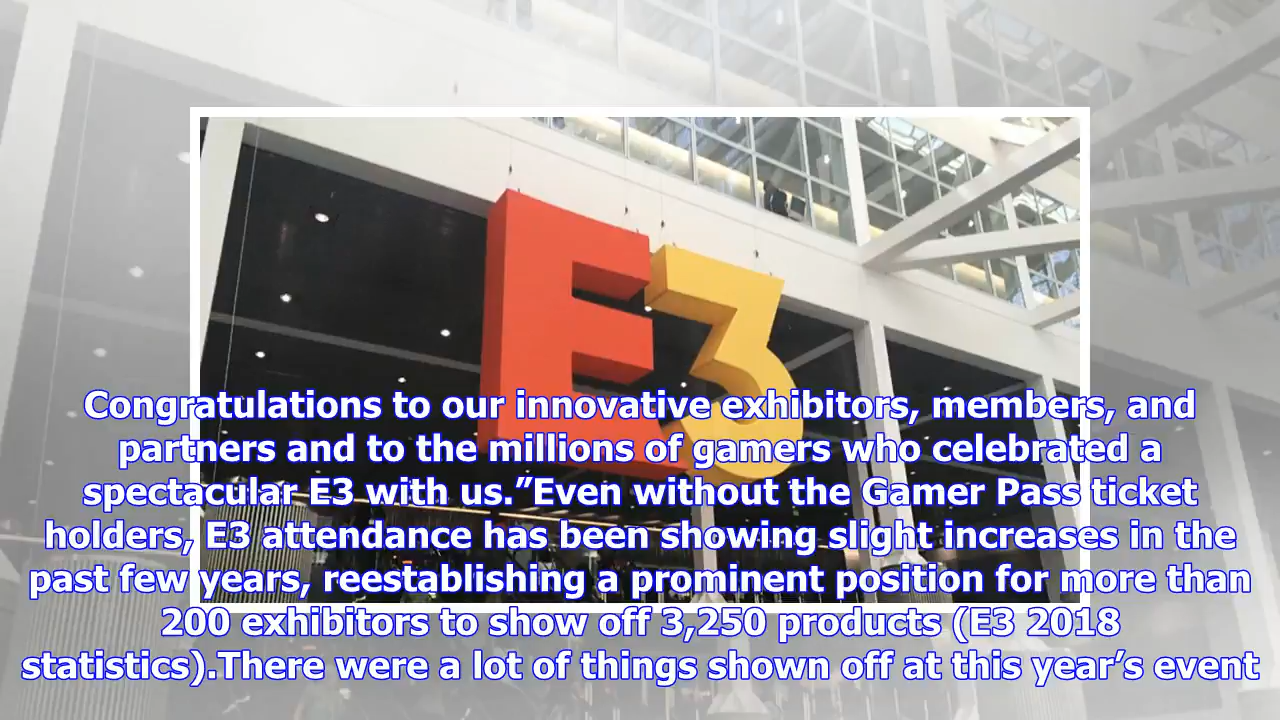 E3
Congratulations to our innovative exhibitors, members, and
partners and to the millions of gamers who celebrated a
spectacular E3 with us.”Even without the Gamer Pass ticket
holders, E3 attendance has been showing slight increases in the
past few years, reestablishing a prominent position for more than
200 exhibitors to show off 3,250 products (E3 2018
statistics).There were a lot of things shown off at this year’s event